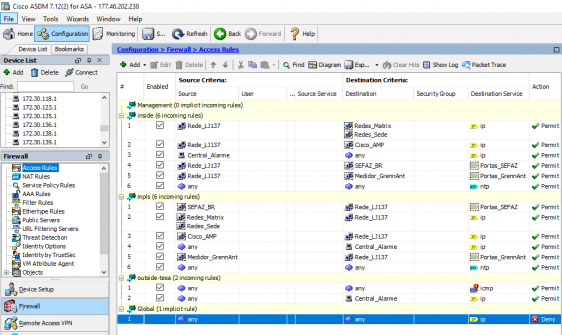 Cisco ASDM 7.12(2) for ASA - 177.46.202.238
File View Tools Wizards Window Help
Home Configuration Monitoring S... Refresh Back Forward Help
Device List Bookmarks
Configuration > Firewall > Access Rules
Device List
Add Delete Connect
Find: Go
172.30.118.1
172.30.123.1
172.30.135.1
172.30.136.1
172.30.138.1
172.30.139.1
Firewall
Access Rules
NAT Rules
Service Policy Rules
AAA Rules
Filter Rules
Ethertype Rules
Public Servers
URL Filtering Servers
Threat Detection
Identity Options
Identity by TrustSec
VM Attribute Agent
Objects
Device Setup
Firewall
Remote Access VPN
Add Edit Delete Find Diagram Exp... Clear Hits Show Log Packet Trace
# Enabled Source Criteria: Destination Criteria: Action
Source User ... Source Service Destination Security Group Destination Service
Management (0 implicit incoming rules)
inside (6 incoming rules)
1 Rede_LJ137 Redes_Matriz ip Permit
Redes_Sede
2 Rede_LJ137 Cisco_AMP ip Permit
3 Central_Alarme any ip Permit
4 Rede_LJ137 SEFAZ_BR Portas_SEFAZ Permit
5 Rede_LJ137 Medidor_GrennAnt Portas_GrennAnt Permit
6 any any ntp Permit
mpls (6 incoming rules)
1 SEFAZ_BR Rede_LJ137 Portas_SEFAZ Permit
2 Redes_Matriz Rede_LJ137 ip Permit
Redes_Sede
3 Cisco_AMP Rede_LJ137 ip Permit
4 any Central_Alarme ip Permit
5 Medidor_GrennAnt Rede_LJ137 Portas_GrennAnt Permit
6 any any ntp Permit
outside-tesa (2 incoming rules)
1 any any icmp Permit
2 any Central_Alarme ip Permit
Global (1 implicit rule)
1 any any ip Deny